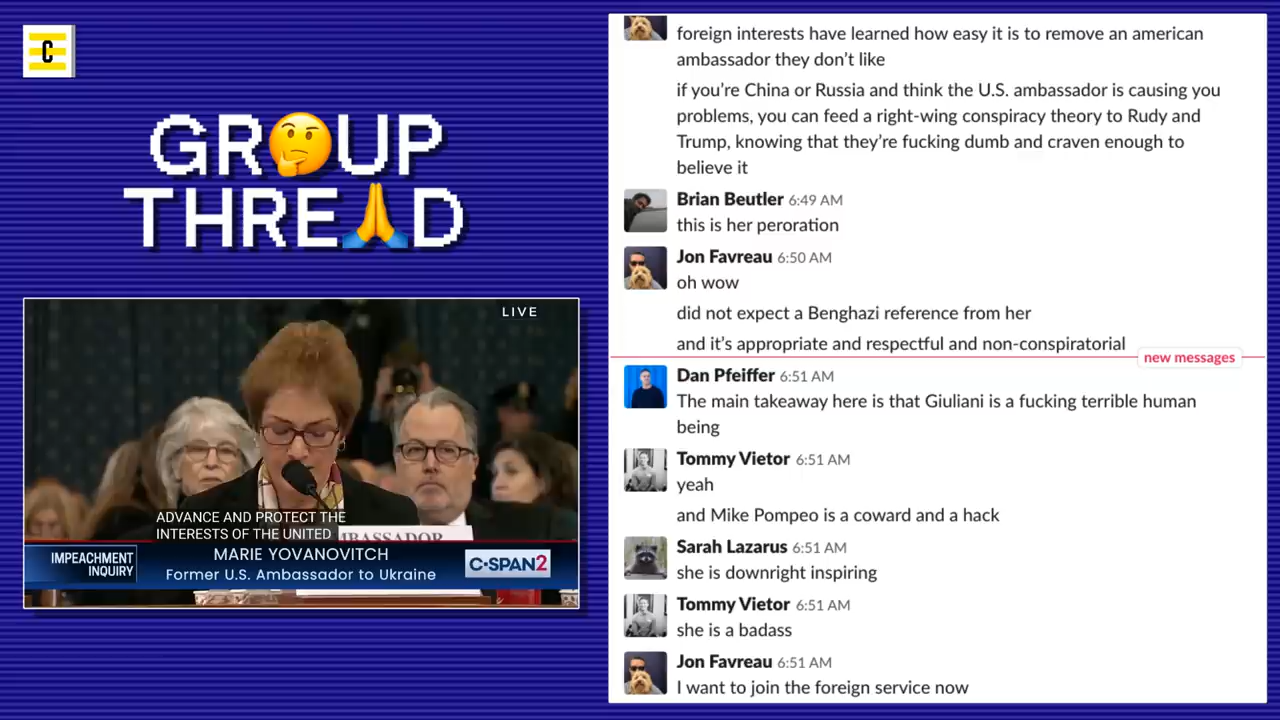 C
GR🤔UP
THRE🙏D
LIVE
ADVANCE AND PROTECT THE
INTERESTS OF THE UNITED
IMPEACHMENT
INQUIRY
MARIE YOVANOVITCH
Former U.S. Ambassador to Ukraine
C-SPAN2
foreign interests have learned how easy it is to remove an american
ambassador they don’t like
if you’re China or Russia and think the U.S. ambassador is causing you
problems, you can feed a right-wing conspiracy theory to Rudy and
Trump, knowing that they’re fucking dumb and craven enough to
believe it
Brian Beutler 6:49 AM
this is her peroration
Jon Favreau 6:50 AM
oh wow
did not expect a Benghazi reference from her
and it’s appropriate and respectful and non-conspiratorial
new messages
Dan Pfeiffer 6:51 AM
The main takeaway here is that Giuliani is a fucking terrible human
being
Tommy Vietor 6:51 AM
yeah
and Mike Pompeo is a coward and a hack
Sarah Lazarus 6:51 AM
she is downright inspiring
Tommy Vietor 6:51 AM
she is a badass
Jon Favreau 6:51 AM
I want to join the foreign service now